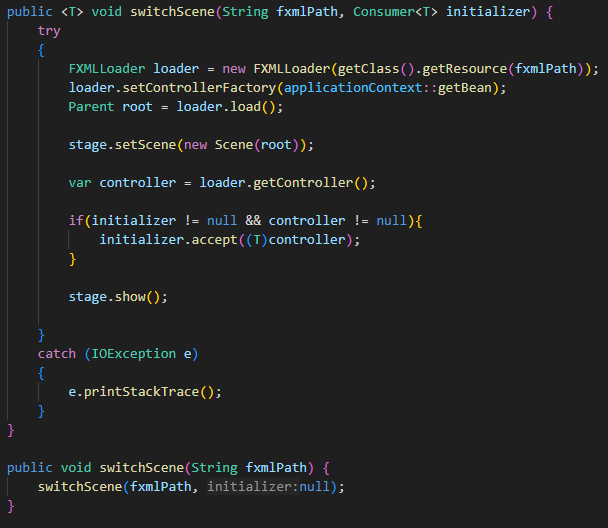 public <T> void switchScene(String fxmlPath, Consumer<T> initializer) {
    try
    {
        FXMLLoader loader = new FXMLLoader(getClass().getResource(fxmlPath));
        loader.setControllerFactory(applicationContext::getBean);
        Parent root = loader.load();

        stage.setScene(new Scene(root));

        var controller = loader.getController();

        if(initializer != null && controller != null){
            initializer.accept((T)controller);
        }

        stage.show();

    }
    catch (IOException e)
    {
        e.printStackTrace();
    }
}

public void switchScene(String fxmlPath) {
    switchScene(fxmlPath, initializer:null);
}